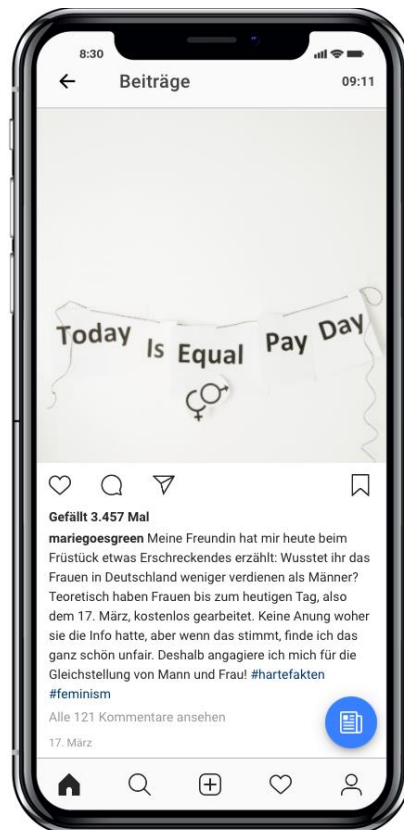 8:30
Beiträge 09:11
Today Is Equal Pay Day
Gefällt 3.457 Mal
mariegoesgreen Meine Freundin hat mir heute beim
Früstück etwas Erschreckendes erzählt: Wusstet ihr das
Frauen in Deutschland weniger verdienen als Männer?
Teoretisch haben Frauen bis zum heutigen Tag, also
dem 17. März, kostenlos gearbeitet. Keine Anung woher
sie die Info hatte, aber wenn das stimmt, finde ich das
ganz schön unfair. Deshalb angagiere ich mich für die
Gleichstellung von Mann und Frau! #hartefakten
#feminism
Alle 121 Kommentare ansehen
17. März